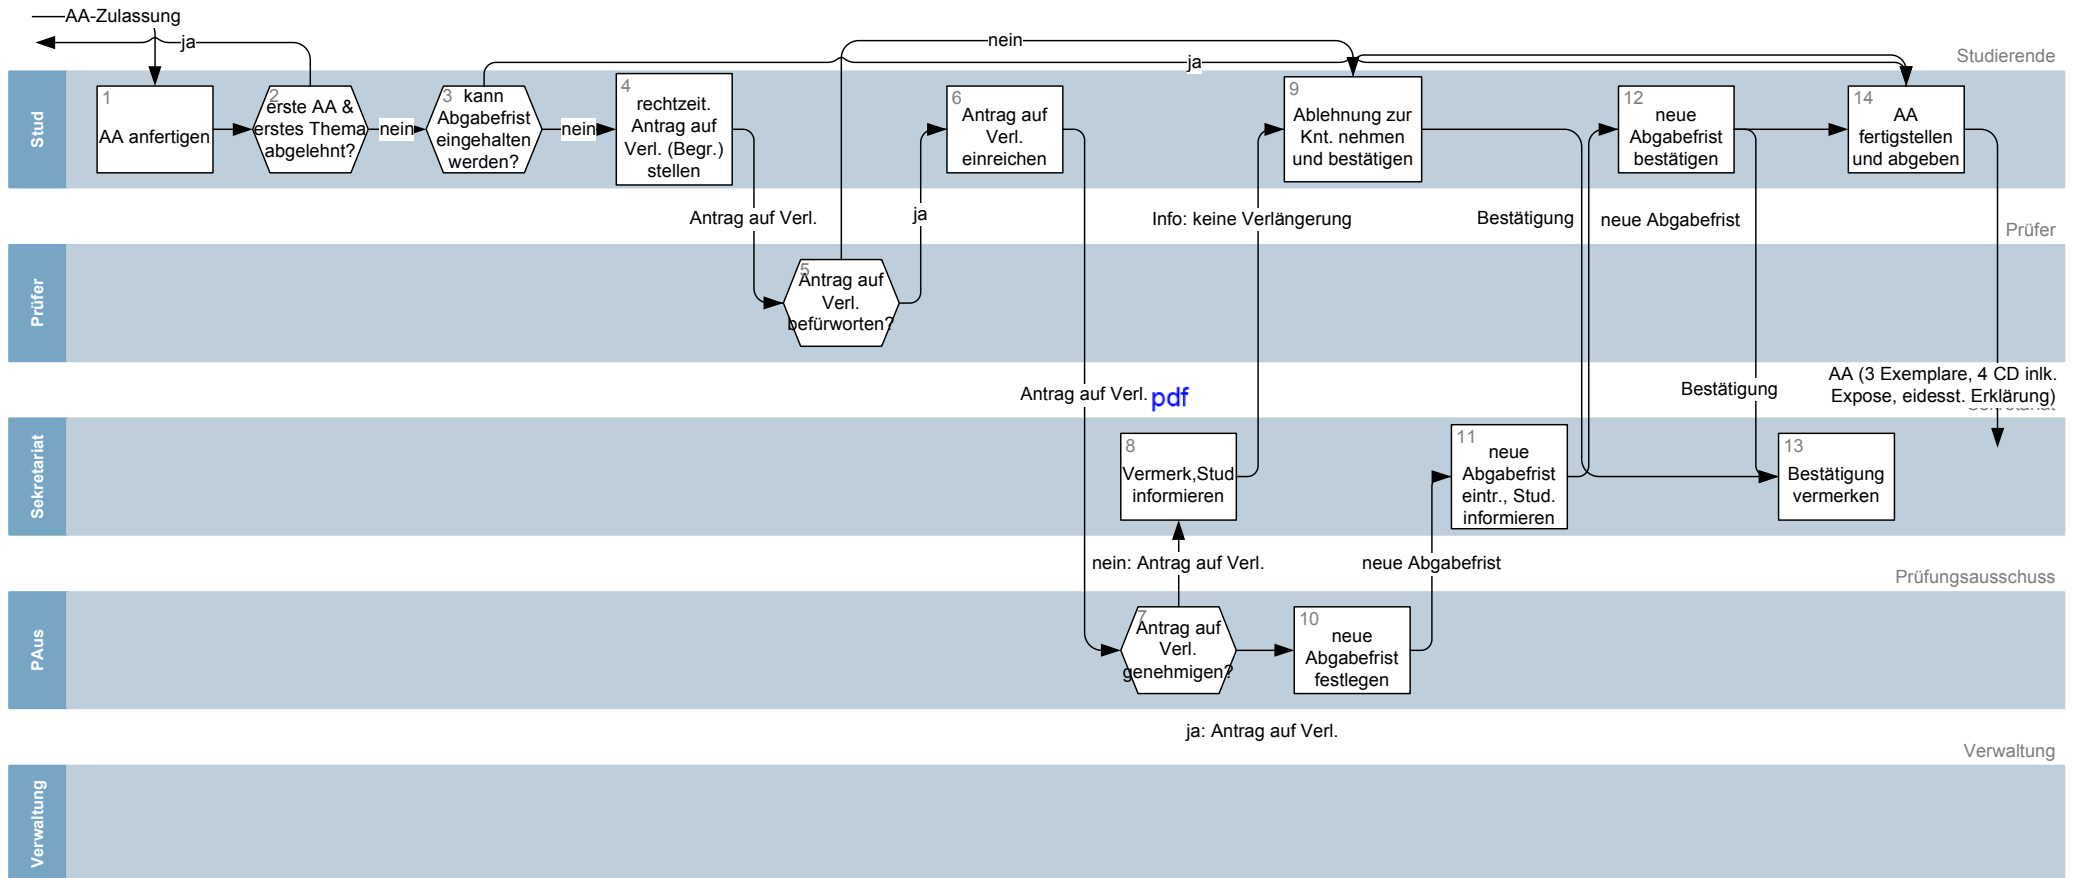 AA-Zulassung
ja
nein
ja
Studierende
Stud
1
AA anfertigen
2
erste AA &
erstes Thema
abgelehnt?
nein
3
kann
Abgabefrist
eingehalten
werden?
nein
4
rechtzeit.
Antrag auf
Verl. (Begr.)
stellen
6
Antrag auf
Verl.
einreichen
9
Ablehnung zur
Knt. nehmen
und bestätigen
12
neue
Abgabefrist
bestätigen
14
AA
fertigstellen
und abgeben
Antrag auf Verl.
ja
Info: keine Verlängerung
Bestätigung
neue Abgabefrist
Prüfer
Prüfer
5
Antrag auf
Verl.
befürworten?
Antrag auf Verl.
pdf
Bestätigung
AA (3 Exemplare, 4 CD inlk.
Expose, eidesst. Erklärung)
Sekretariat
Sekretariat
8
Vermerk,Stud
informieren
11
neue
Abgabefrist
eintr., Stud.
informieren
13
Bestätigung
vermerken
nein: Antrag auf Verl.
neue Abgabefrist
Prüfungsausschuss
PAus
7
Antrag auf
Verl.
genehmigen?
10
neue
Abgabefrist
festlegen
ja: Antrag auf Verl.
Verwaltung
Verwaltung